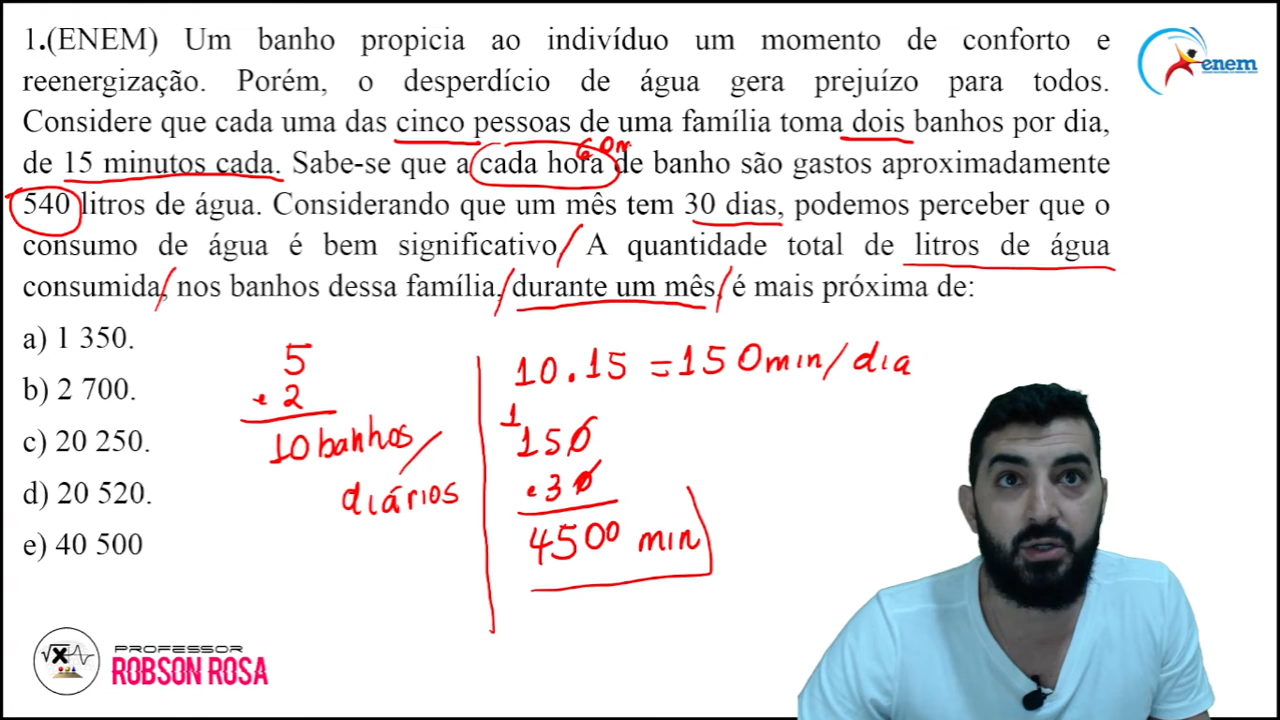 1.(ENEM) Um banho propicia ao indivíduo um momento de conforto e
reenergização. Porém, o desperdício de água gera prejuízo para todos.
Considere que cada uma das cinco pessoas de uma família toma dois banhos por dia,
60m
de 15 minutos cada. Sabe-se que a cada hora de banho são gastos aproximadamente
540 litros de água. Considerando que um mês tem 30 dias, podemos perceber que o
consumo de água é bem significativo/ A quantidade total de litros de água
consumida, nos banhos dessa família, durante um mês, é mais próxima de:
a) 1 350.
b) 2 700.
c) 20 250.
d) 20 520.
e) 40 500
5
. 2
10 banhos/
diários
10.15 = 150min/dia
1
150
.30
4500 min
enem
PROFESSOR
ROBSON ROSA